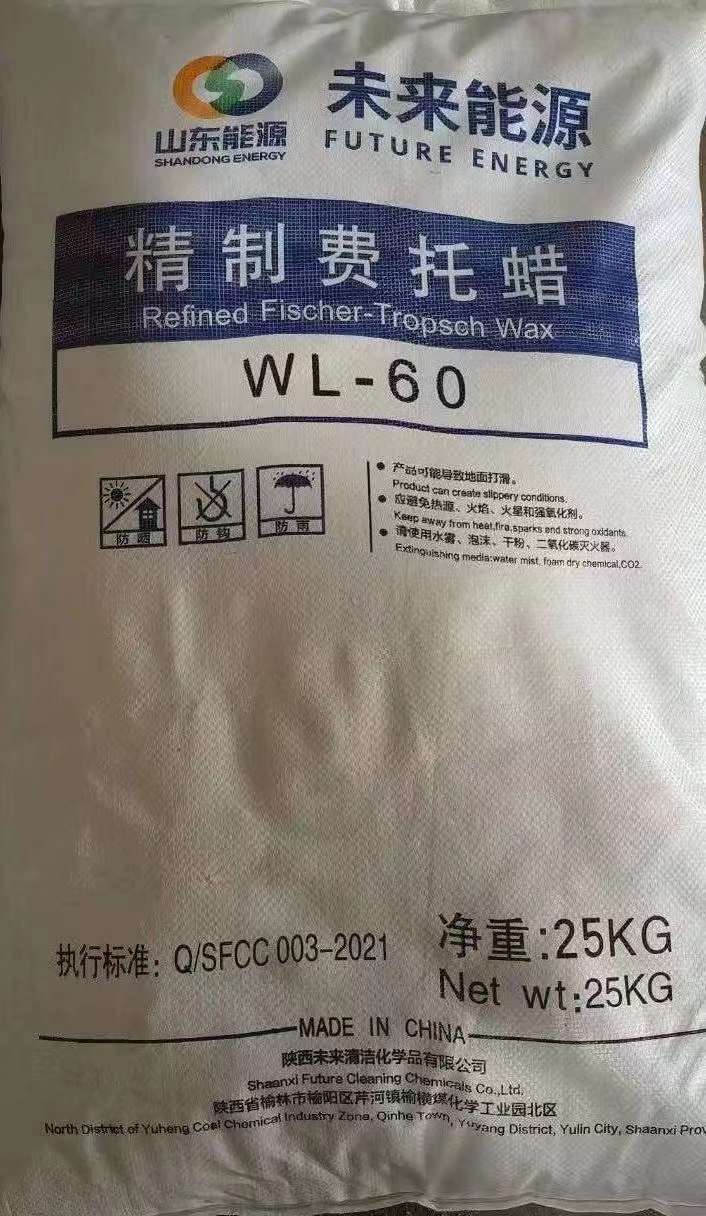 山东能源
SHANDONG ENERGY
未来能源
FUTURE ENERGY
精制费托蜡
Refined Fischer-Tropsch Wax
WL-60
防晒
防钩
防雨
产品可能导致地面打滑。
Product can create slippery conditions.
应避免热源、火焰、火星和强氧化剂。
Keep away from heat,fire,sparks and strong oxidants.
请使用水雾、泡沫、干粉、二氧化碳灭火器。
Extinguishing media:water mist, foam dry chemical,CO2.
执行标准：Q/SFCC 003-2021
净重:25KG
Net wt:25KG
MADE IN CHINA
陕西未来清洁化学品有限公司
Shaanxi Future Cleaning Chemicals Co.,Ltd.
陕西省榆林市榆阳区芹河镇榆横煤化学工业园北区
North District of Yuheng Coal Chemical Industry Zone, Qinhe Town, Yuyang District, Yulin City, Shaanxi Prov